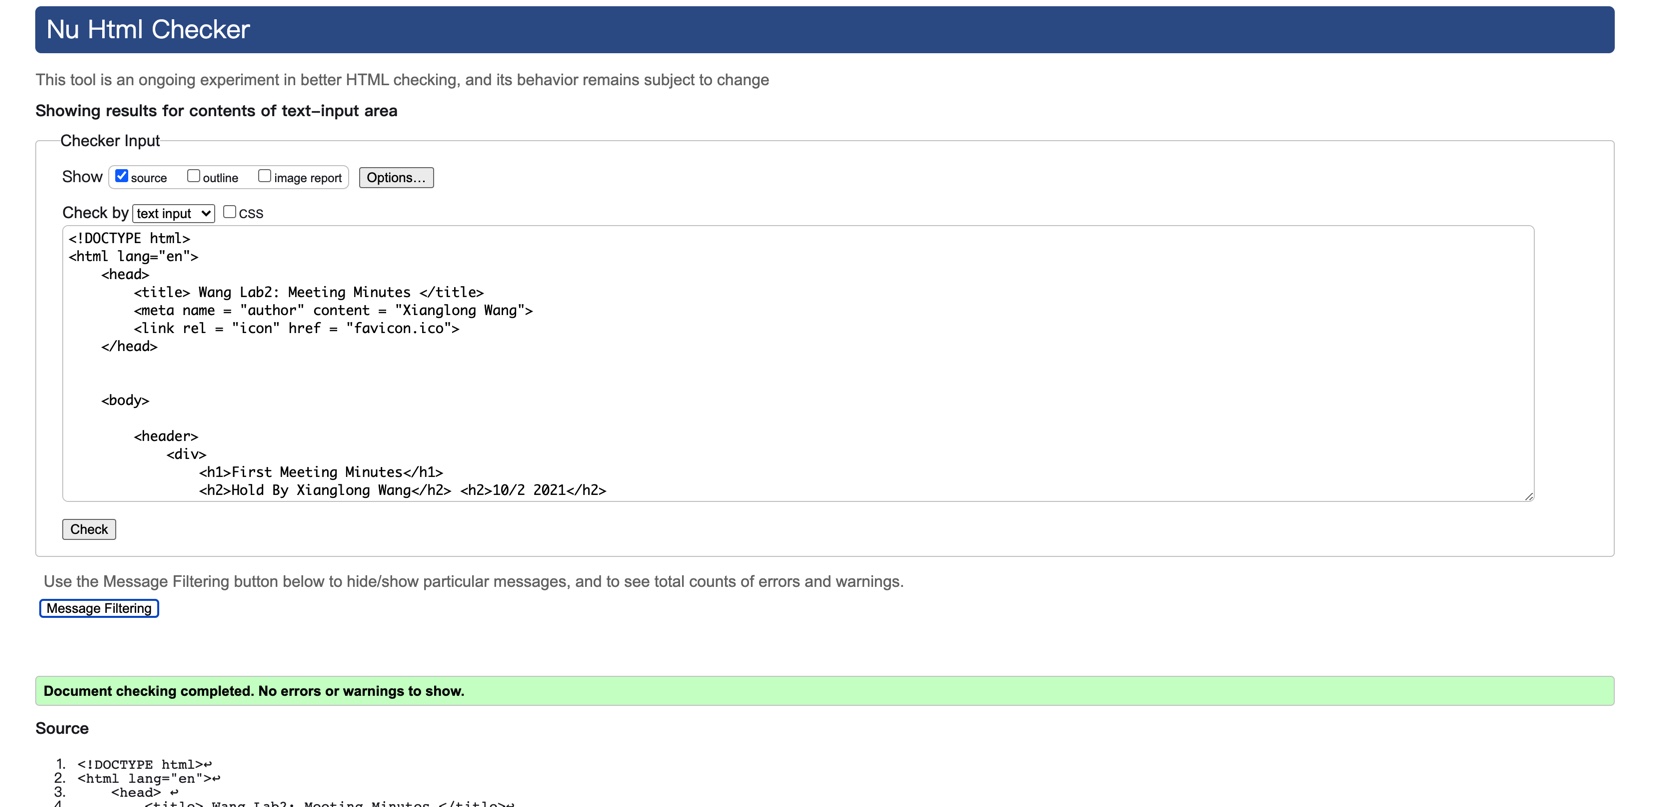 Nu Html Checker
This tool is an ongoing experiment in better HTML checking, and its behavior remains subject to change
Showing results for contents of text-input area
Checker Input
Show source outline image report Options...
Check by text input CSS
<!DOCTYPE html>
<html lang="en">
    <head>
        <title> Wang Lab2: Meeting Minutes </title>
        <meta name = "author" content = "Xianglong Wang">
        <link rel = "icon" href = "favicon.ico">
    </head>
    <body>
        <header>
            <div>
                <h1>First Meeting Minutes</h1>
                <h2>Hold By Xianglong Wang</h2> <h2>10/2 2021</h2>
Check
Use the Message Filtering button below to hide/show particular messages, and to see total counts of errors and warnings.
Message Filtering
Document checking completed. No errors or warnings to show.
Source
1. <!DOCTYPE html>↩
2. <html lang="en">↩
3.     <head> ↩
4.         <title> Wang Lab2: Meeting Minutes </title>↩